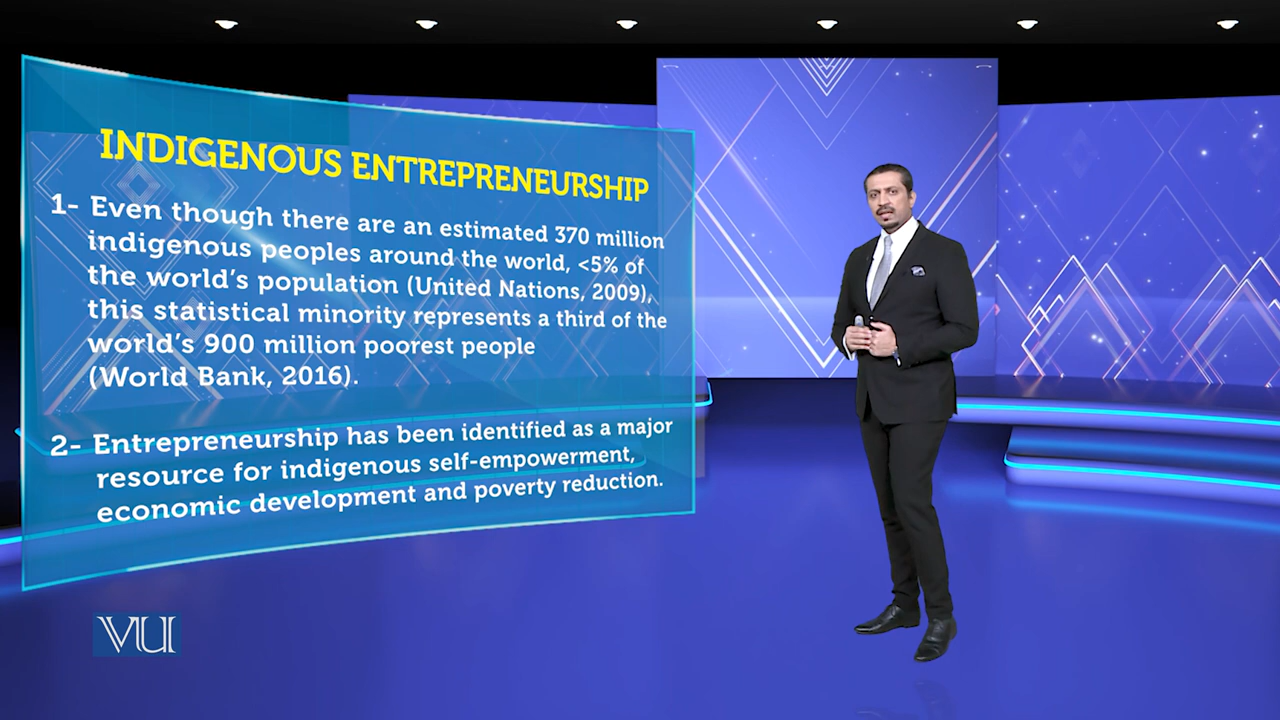 INDIGENOUS ENTREPRENEURSHIP
1- Even though there are an estimated 370 million
indigenous peoples around the world, <5% of
the world's population (United Nations, 2009),
this statistical minority represents a third of the
world's 900 million poorest people
(World Bank, 2016).
2- Entrepreneurship has been identified as a major
resource for indigenous self-empowerment,
economic development and poverty reduction.
VU